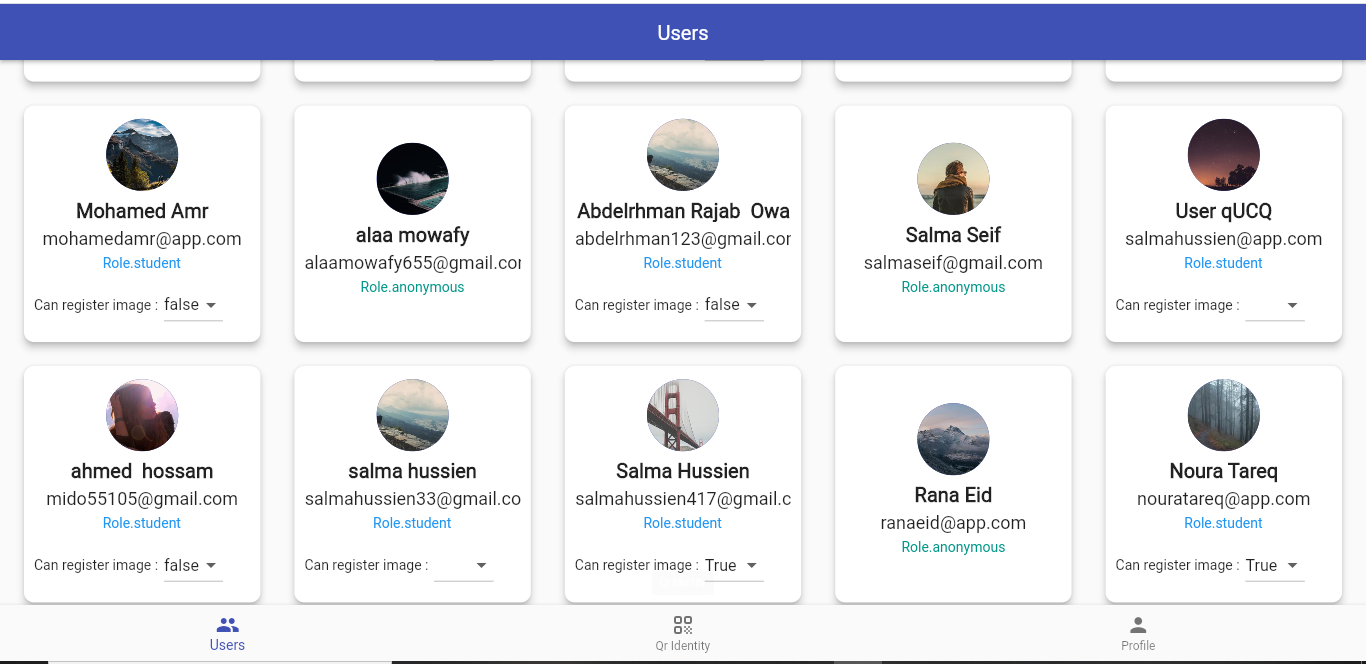 Users
Mohamed Amr
mohamedamr@app.com
Role.student
Can register image : false
alaa mowafy
alaamowafy655@gmail.cor
Role.anonymous
Abdelrhman Rajab  Owa
abdelrhman123@gmail.cor
Role.student
Can register image : false
Salma Seif
salmaseif@gmail.com
Role.anonymous
User qUCQ
salmahussien@app.com
Role.student
Can register image :
ahmed  hossam
mido55105@gmail.com
Role.student
Can register image : false
salma hussien
salmahussien33@gmail.co
Role.student
Can register image :
Salma Hussien
salmahussien417@gmail.c
Role.student
Can register image : True
Rana Eid
ranaeid@app.com
Role.anonymous
Noura Tareq
nouratareq@app.com
Role.student
Can register image : True
Users
Qr Identity
Profile